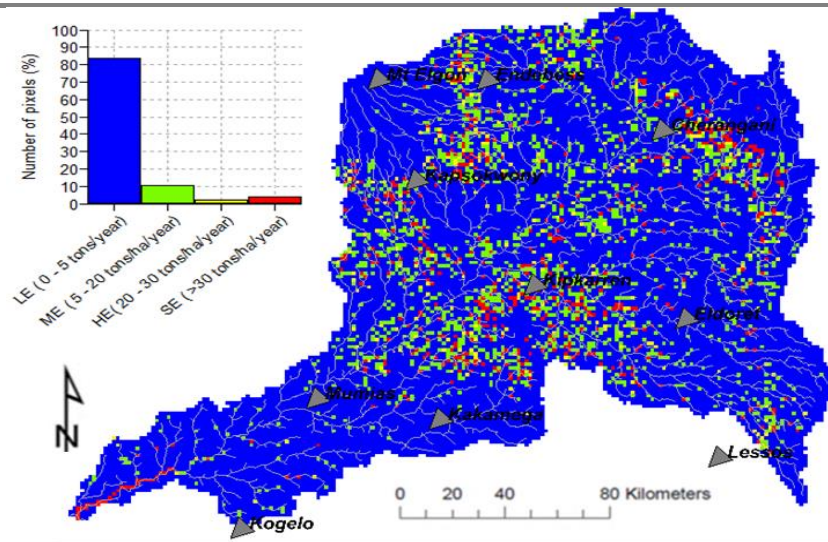 Number of pixels (%)
100
90
80
70
60
50
40
30
20
10
0
LE ( 0 - 5 tons/year)
ME ( 5 - 20 tons/ha/year)
HE( 20 - 30 tons/ha/year)
SE ( >30 tons/ha/year)
Mt Elgon
Endebess
Cherangani
Kapsokwony
Kipkarren
Eldoret
Mumias
Kakamega
Lessos
Rogelo
N
0 20 40 80 Kilometers